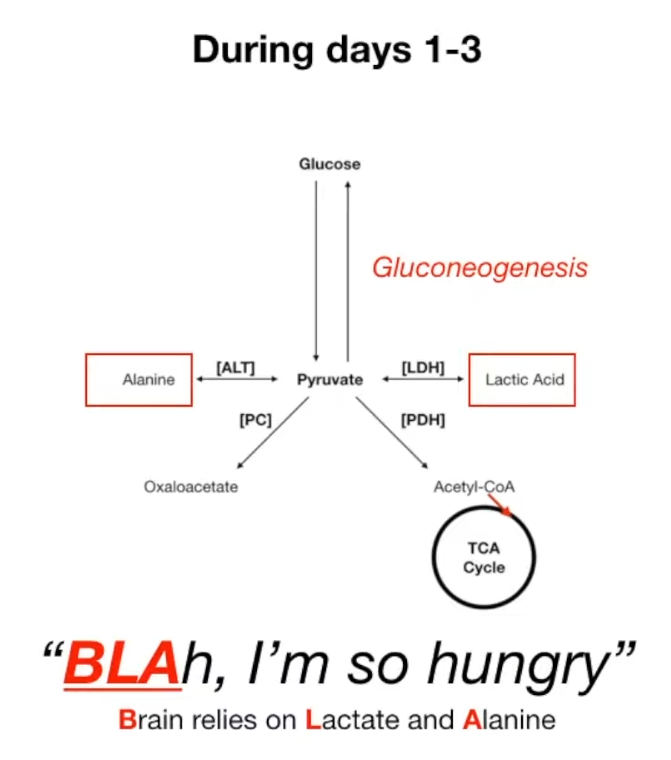 During days 1-3
Glucose
Gluconeogenesis
Alanine
[ALT]
Pyruvate
[LDH]
Lactic Acid
[PC]
[PDH]
Oxaloacetate
Acetyl-CoA
TCA
Cycle
“BLAh, I’m so hungry”
Brain relies on Lactate and Alanine